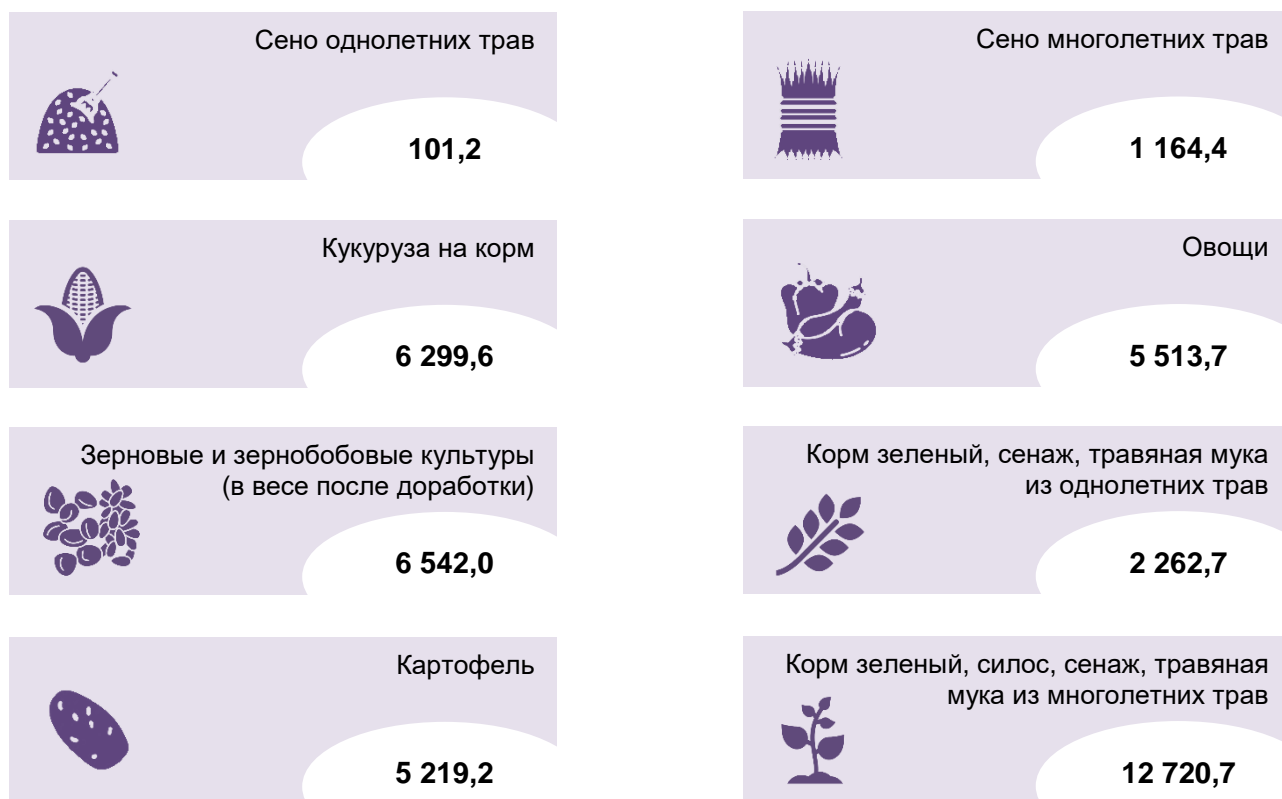 Сено однолетних трав
101,2
Сено многолетних трав
1 164,4
Кукуруза на корм
6 299,6
Овощи
5 513,7
Зерновые и зернобобовые культуры
(в весе после доработки)
6 542,0
Корм зеленый, сенаж, травяная мука
из однолетних трав
2 262,7
Картофель
5 219,2
Корм зеленый, силос, сенаж, травяная
мука из многолетних трав
12 720,7